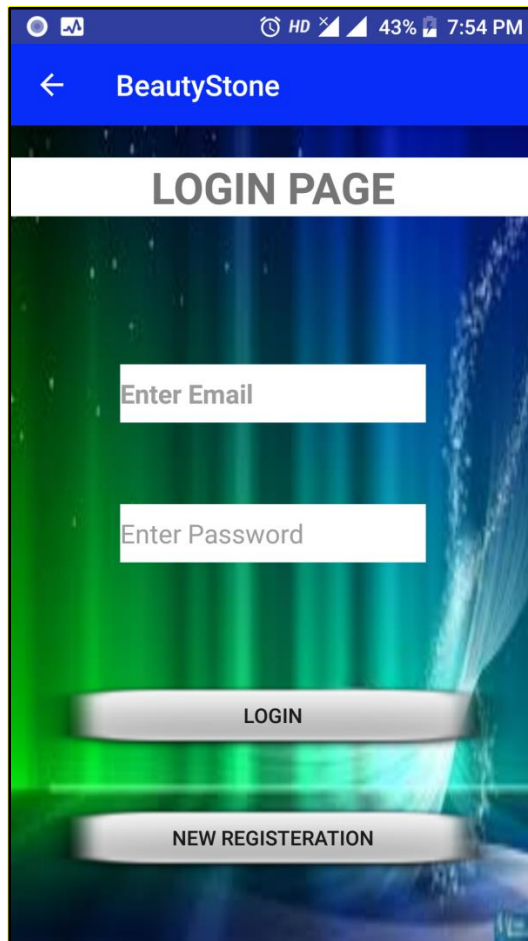 HD 43% 7:54 PM
BeautyStone
LOGIN PAGE
Enter Email
Enter Password
LOGIN
NEW REGISTERATION